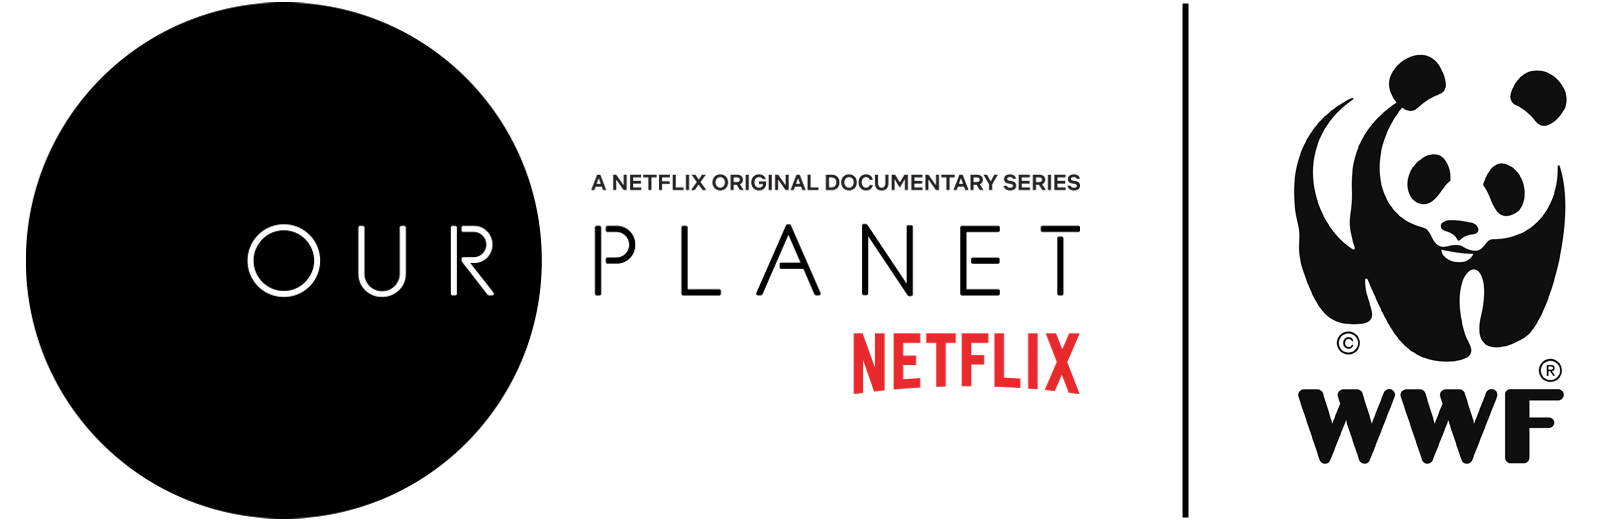 A NETFLIX ORIGINAL DOCUMENTARY SERIES
OUR PLANET
NETFLIX
©
®
WWF